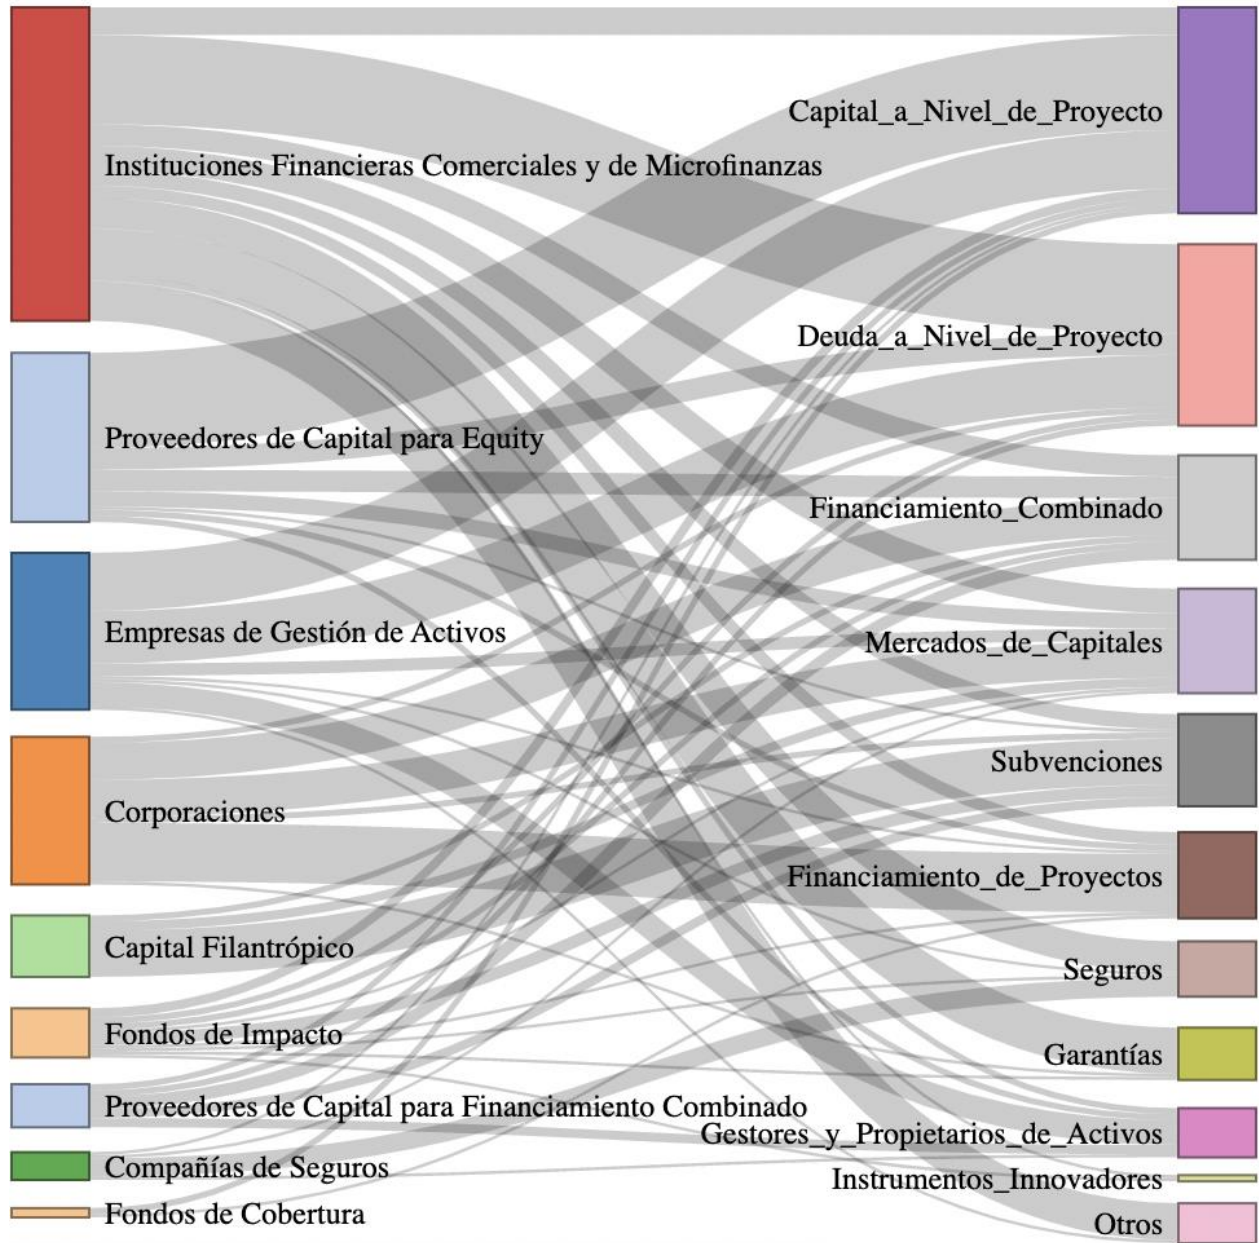 Instituciones Financieras Comerciales y de Microfinanzas
Proveedores de Capital para Equity
Empresas de Gestión de Activos
Corporaciones
Capital Filantrópico
Fondos de Impacto
Proveedores de Capital para Financiamiento Combinado
Compañías de Seguros
Fondos de Cobertura
Capital_a_Nivel_de_Proyecto
Deuda_a_Nivel_de_Proyecto
Financiamiento_Combinado
Mercados_de_Capitales
Subvenciones
Financiamiento_de_Proyectos
Seguros
Garantías
Gestores_y_Propietarios_de_Activos
Instrumentos_Innovadores
Otros